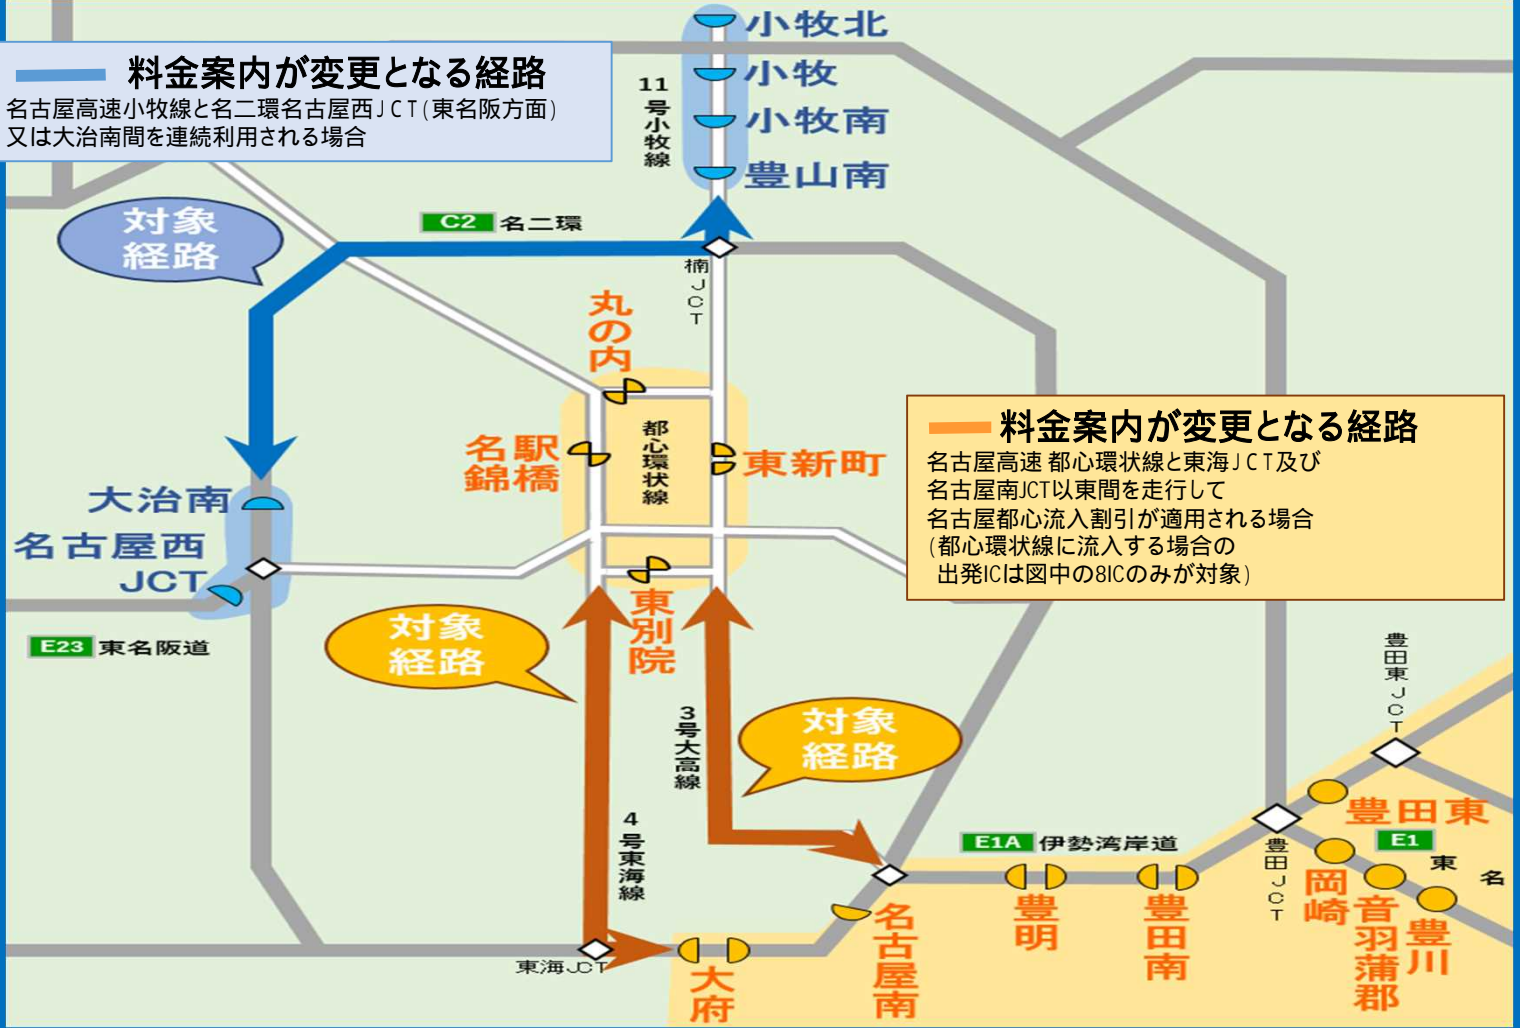 小牧北
料金案内が変更となる経路
名古屋高速小牧線と名二環名古屋西JCT(東名阪方面)
又は大治南間を連続利用される場合
小牧
11号小牧線
小牧南
豊山南
対象
経路
C2 名二環
楠JCT
丸の内
料金案内が変更となる経路
名古屋高速 都心環状線と東海JCT及び
名古屋南JCT以東間を走行して
名古屋都心流入割引が適用される場合
(都心環状線に流入する場合の
出発ICは図中の8ICのみが対象)
都心環状線
名駅
錦橋
東新町
大治南
名古屋西
JCT
E23 東名阪道
東別院
対象
経路
3号大高線
対象
経路
豊田東JCT
4号東海線
E1A 伊勢湾岸道
豊田東
E1
東名
豊田JCT
岡崎
音羽蒲郡
豊川
豊明
豊田南
名古屋南
東海JCT
大府